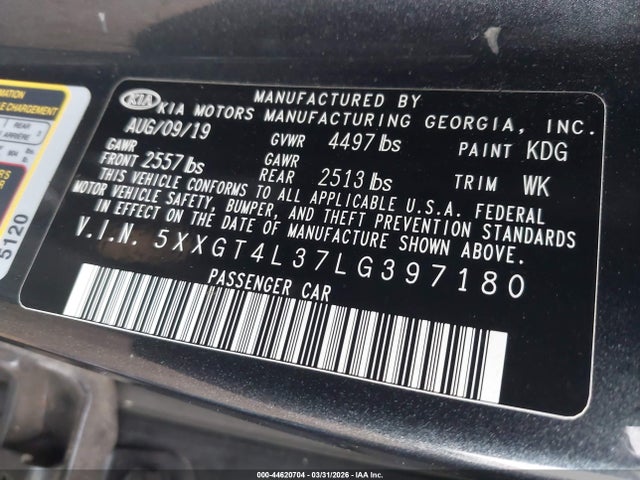 MANUFACTURED BY
KIA KIA MOTORS MANUFACTURING GEORGIA, INC.
AUG/09/19 GVWR 4497 lbs PAINT KDG
GAWR FRONT 2557 lbs GAWR REAR 2513 lbs TRIM WK
THIS VEHICLE CONFORMS TO ALL APPLICABLE U.S.A. FEDERAL
MOTOR VEHICLE SAFETY, BUMPER, AND THEFT PREVENTION STANDARDS
IN EFFECT ON THE DATE OF MANUFACTURE SHOWN ABOVE.
V.I.N. 5XXGT4L37LG397180
PASSENGER CAR
REAR
ARRIÈRE
5120
000-44620704 - 03/31/2026 - IAA Inc.